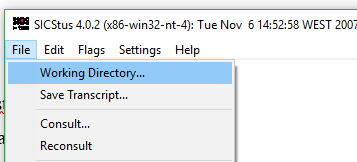 SICStus 4.0.2 (x86-win32-nt-4): Tue Nov 6 14:52:58 WEST 2007
File Edit Flags Settings Help
Working Directory...
Save Transcript...
Consult...
Reconsult